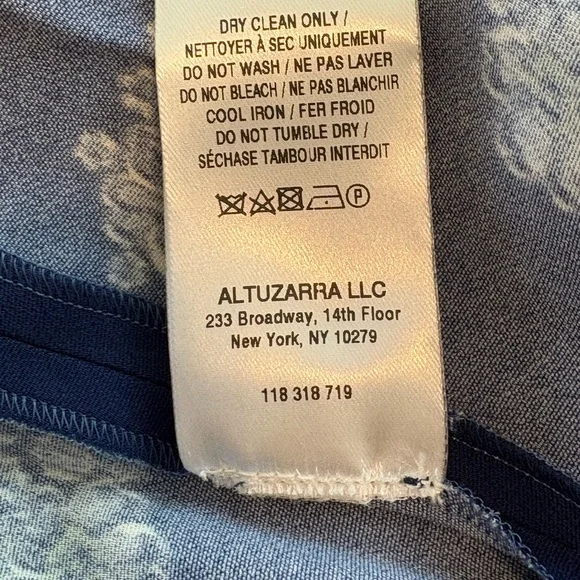 DRY CLEAN ONLY /
NETTOYER À SEC UNIQUEMENT
DO NOT WASH / NE PAS LAVER
DO NOT BLEACH / NE PAS BLANCHIR
COOL IRON / FER FROID
DO NOT TUMBLE DRY /
SÉCHASE TAMBOUR INTERDIT
P
ALTUZARRA LLC
233 Broadway, 14th Floor
New York, NY 10279
118 318 719